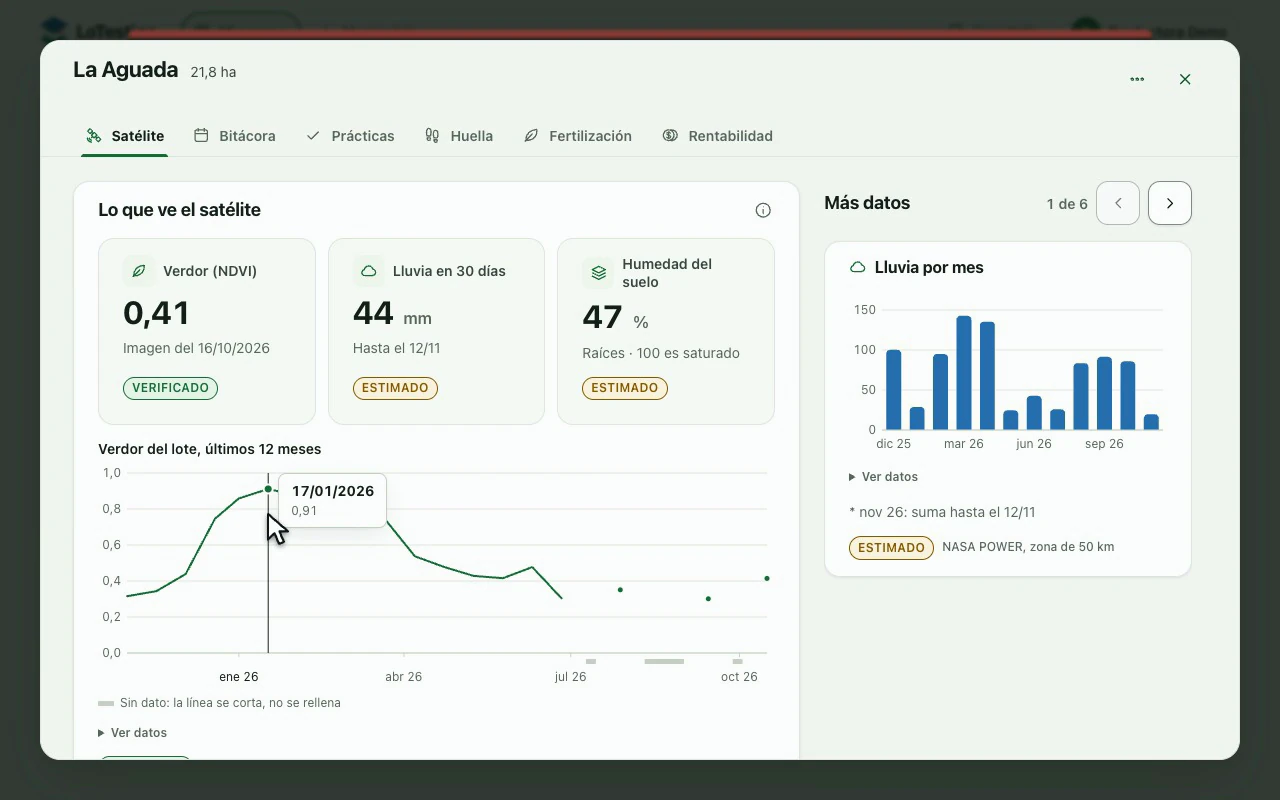 La Aguada 21,8 ha
Satélite Bitácora Prácticas Huella Fertilización Rentabilidad
Lo que ve el satélite
Verdor (NDVI)
0,41
Imagen del 16/10/2026
VERIFICADO
Lluvia en 30 días
44 mm
Hasta el 12/11
ESTIMADO
Humedad del
suelo
47 %
Raíces · 100 es saturado
ESTIMADO
Verdor del lote, últimos 12 meses
1,0
0,8
0,6
0,4
0,2
0,0
17/01/2026
0,91
ene 26 abr 26 jul 26 oct 26
Sin dato: la línea se corta, no se rellena
Ver datos
Más datos 1 de 6
Lluvia por mes
150
100
50
0
dic 25 mar 26 jun 26 sep 26
Ver datos
* nov 26: suma hasta el 12/11
ESTIMADO NASA POWER, zona de 50 km